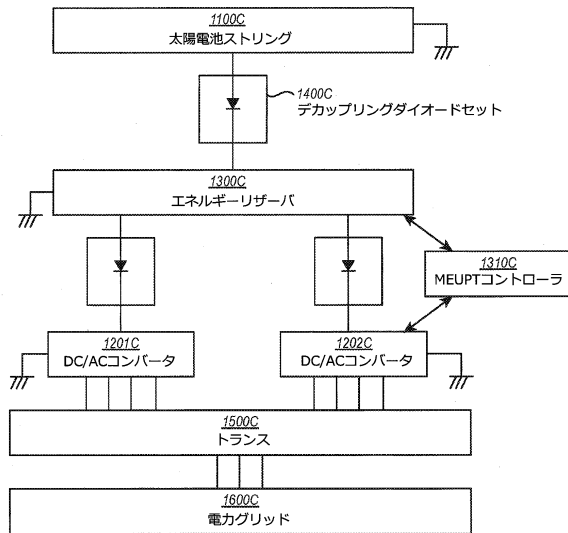 1100C
太陽電池ストリング
1400C
デカップリングダイオードセット
1300C
エネルギーリザーバ
1310C
MEUPTコントローラ
1201C
DC/ACコンバータ
1202C
DC/ACコンバータ
1500C
トランス
1600C
電力グリッド